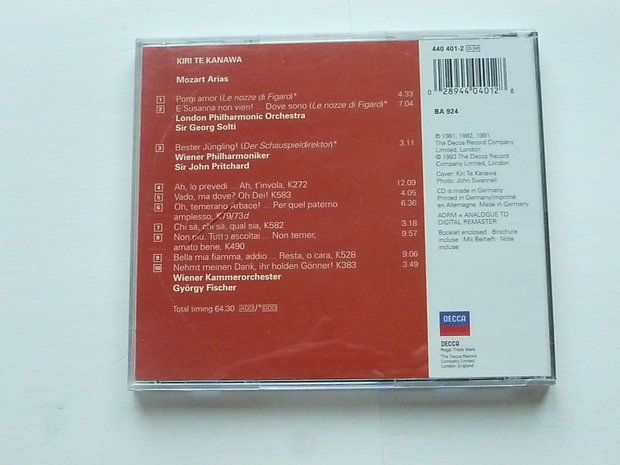 KIRI TE KANAWA
Mozart Arias
1 Porgi amor (Le nozze di Figaro)* 4.33
2 E Susanna non vien! ... Dove sono (Le nozze di Figaro)* 7.04
London Philharmonic Orchestra
Sir Georg Solti
3 Bester Jüngling! (Der Schauspieldirektor)* 3.11
Wiener Philharmoniker
Sir John Pritchard
4 Ah, lo previdi ... Ah, t'invola, K272 12.09
5 Vado, ma dove? Oh Dei! K583 4.05
6 Oh, temerario Arbace! ... Per quel paterno 6.36
amplesso, K79/73d
7 Chi sà, chi sà, qual sia, K582 3.18
8 Non più. Tutto ascoltai ... Non temer, 9.57
amato bene, K490
9 .. Bella mia fiamma, addio ... Resta, o cara, K528 9.06
10 Nehmt meinen Dank, ihr holden Gönner! K383 3.49
Wiener Kammerorchester
György Fischer
Total timing 64.30 ADD/*DDD
440 401-2 DM
0 28944 04012 8
BA 924
℗ 1981, 1982, 1991
The Decca Record Company
Limited, London
© 1983 The Decca Record
Company Limited, London
Cover: Kiri Te Kanawa
Photo: John Swannell
CD is made in Germany
Printed in Germany/Imprimé
en Allemagne. Made in Germany
ADRM = ANALOGUE TO
DIGITAL REMASTER
Booklet enclosed · Brochure
incluse · Mit Beiheft · Note
incluse
DECCA
DECCA
Regd. Trade Mark
The Decca Record
Company Limited,
London, England